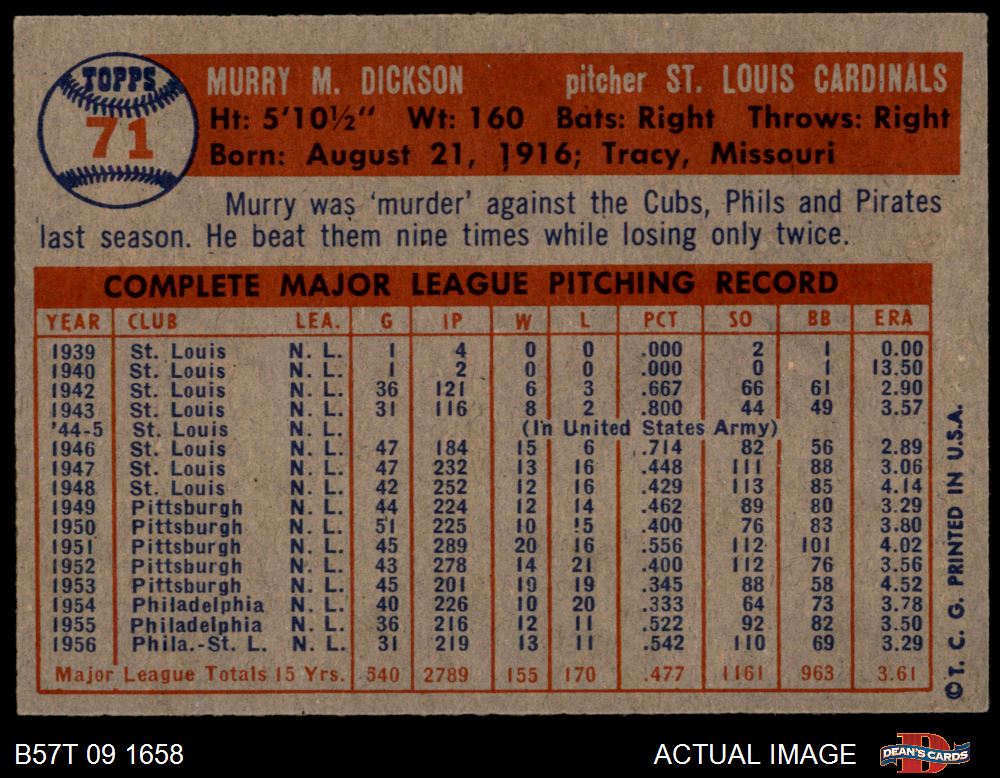 TOPPS
71
MURRY M. DICKSON pitcher ST. LOUIS CARDINALS
Ht: 5'10½" Wt: 160 Bats: Right Throws: Right
Born: August 21, 1916; Tracy, Missouri
Murry was 'murder' against the Cubs, Phils and Pirates
last season. He beat them nine times while losing only twice.
COMPLETE MAJOR LEAGUE PITCHING RECORD
YEAR CLUB LEA. G IP W L PCT SO BB ERA
1939 St. Louis N. L. 1 4 0 0 .000 2 1 0.00
1940 St. Louis N. L. 1 2 0 0 .000 0 1 13.50
1942 St. Louis N. L. 36 121 6 3 .667 66 61 2.90
1943 St. Louis N. L. 31 116 8 2 .800 44 49 3.57
'44-5 St. Louis N. L. (In United States Army)
1946 St. Louis N. L. 47 184 15 6 .714 82 56 2.89
1947 St. Louis N. L. 47 232 13 16 .448 111 88 3.06
1948 St. Louis N. L. 42 252 12 16 .429 113 85 4.14
1949 Pittsburgh N. L. 44 224 12 14 .462 89 80 3.29
1950 Pittsburgh N. L. 51 225 10 15 .400 76 83 3.80
1951 Pittsburgh N. L. 45 289 20 16 .556 112 101 4.02
1952 Pittsburgh N. L. 43 278 14 21 .400 112 76 3.56
1953 Pittsburgh N. L. 45 201 10 19 .345 88 58 4.52
1954 Philadelphia N. L. 40 226 10 20 .333 64 73 3.78
1955 Philadelphia N. L. 36 216 12 11 .522 92 82 3.50
1956 Phila.-St. L. N. L. 31 219 13 11 .542 110 69 3.29
Major League Totals 15 Yrs. 540 2789 155 170 .477 1161 963 3.61
©T. C. G. PRINTED IN U.S.A.
B57T 09 1658 ACTUAL IMAGE DEAN'S CARDS